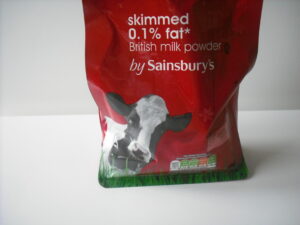 skimmed
0.1% fat*
British milk powder
by Sainsbury's